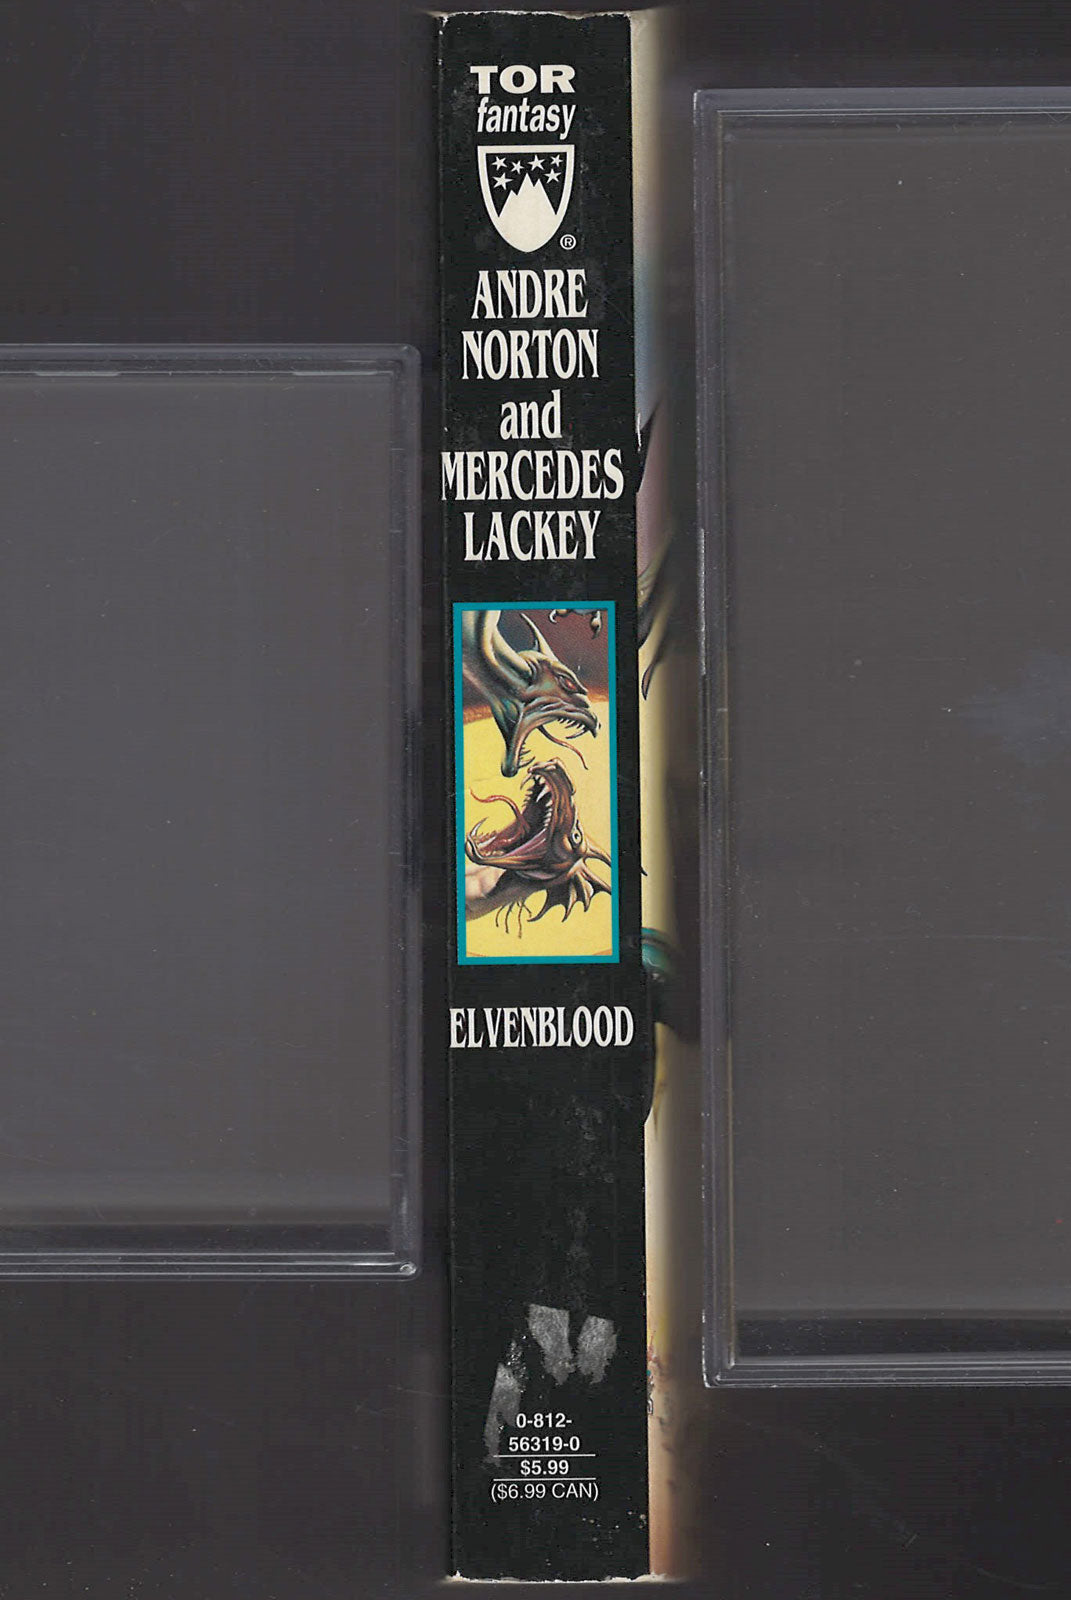 TOR
fantasy
®
ANDRE
NORTON
and
MERCEDES
LACKEY
ELVENBLOOD
0-812-
56319-0
$5.99
($6.99 CAN)